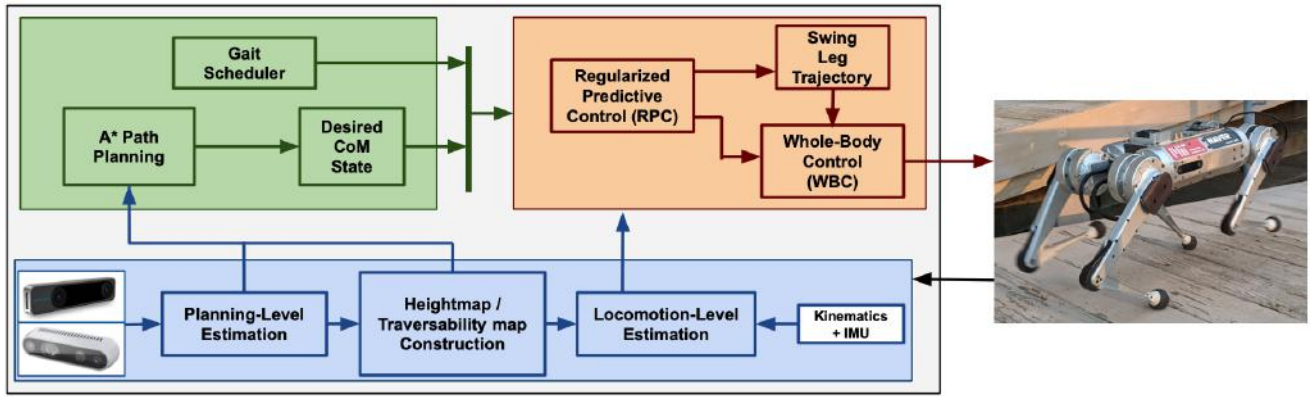 Gait
Scheduler
A* Path
Planning
Desired
CoM
State
Regularized
Predictive
Control (RPC)
Swing
Leg
Trajectory
Whole-Body
Control
(WBC)
Planning-Level
Estimation
Heightmap /
Traversability map
Construction
Locomotion-Level
Estimation
Kinematics
+ IMU
NAVER